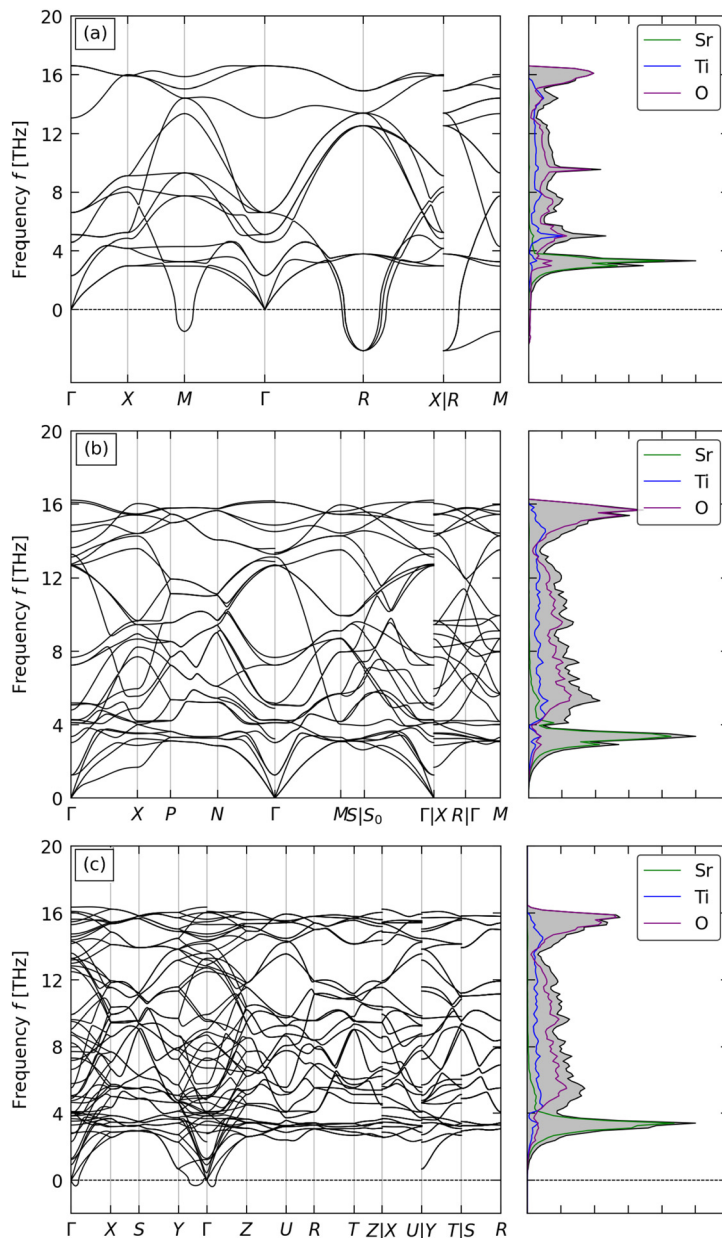 (a)
Frequency f [THz]
20
16
12
8
4
0
Γ X M Γ R X|R M
Sr
Ti
O
(b)
Frequency f [THz]
20
16
12
8
4
0
Γ X P N Γ M S|S₀ Γ|X R|Γ M
Sr
Ti
O
(c)
Frequency f [THz]
20
16
12
8
4
0
Γ X S Y Γ Z U R T Z|X U|Y T|S R
Sr
Ti
O